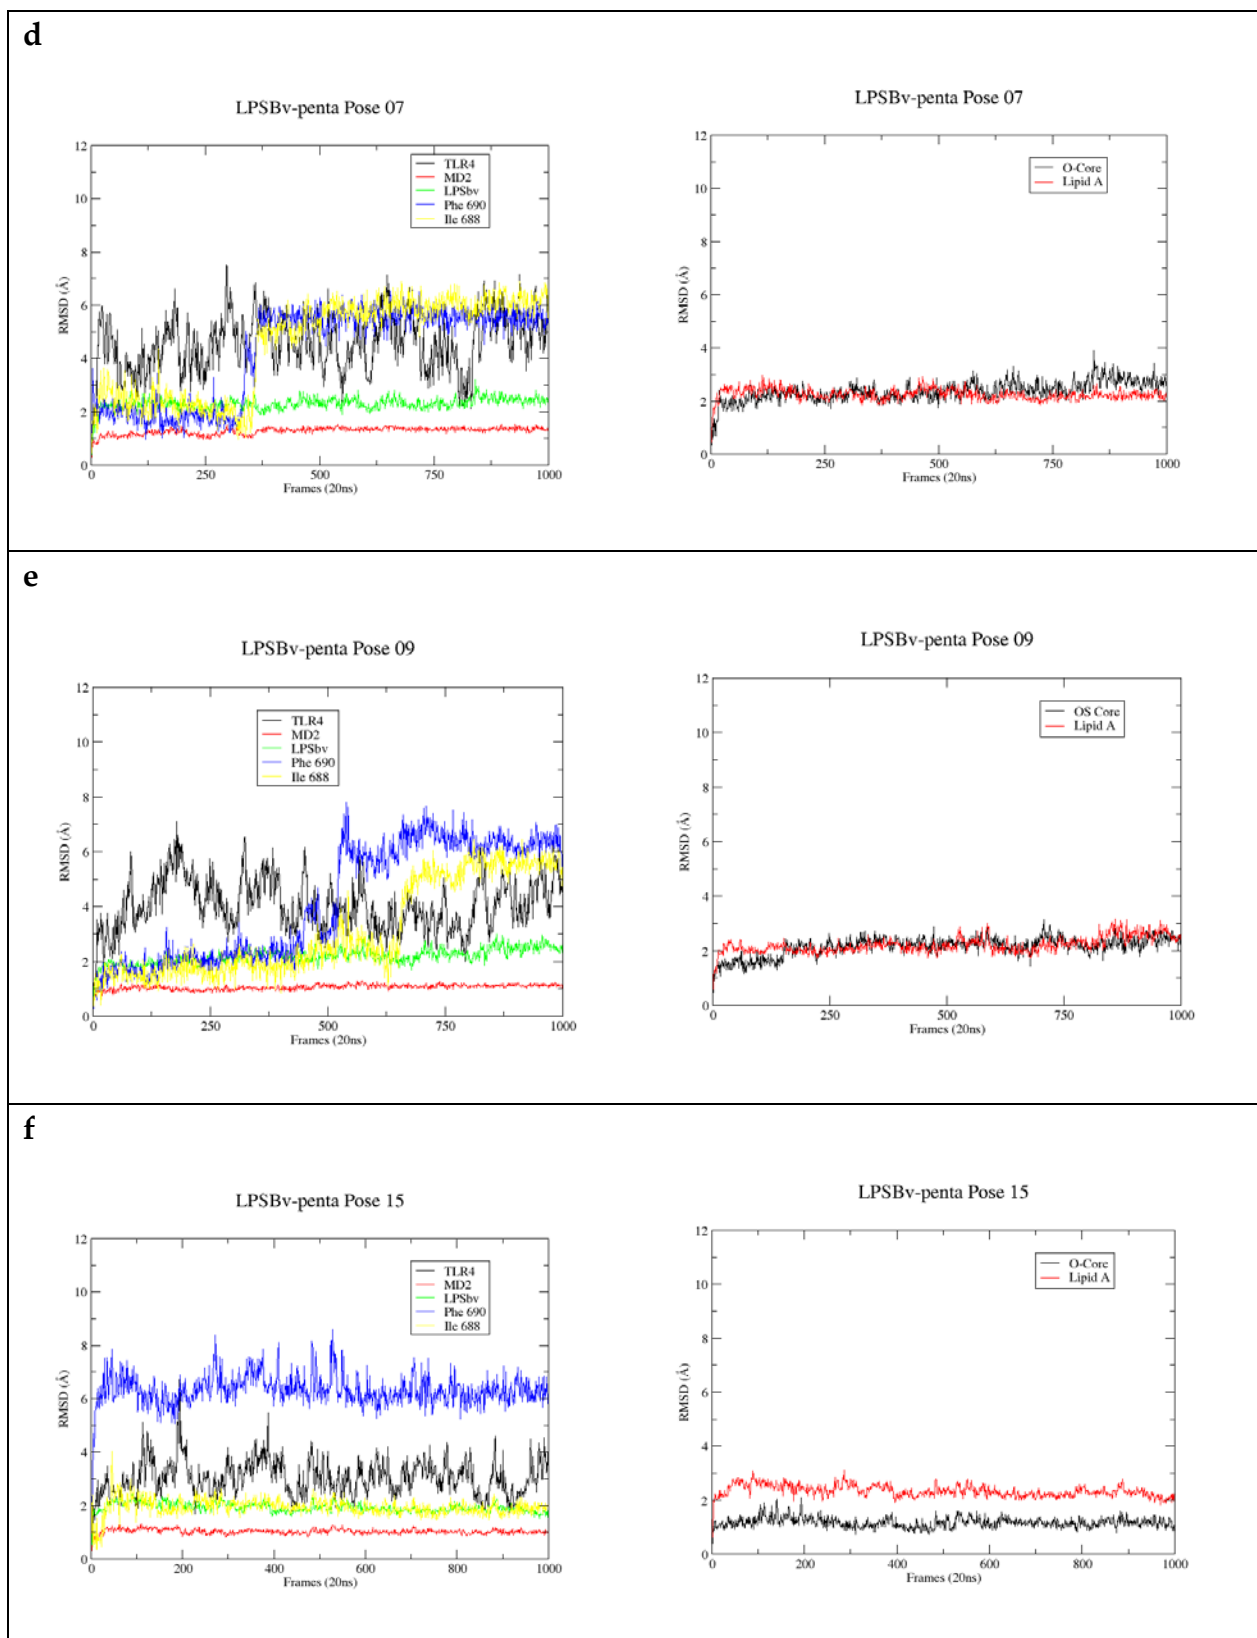 d
LPSBv-penta Pose 07
12
10
8
6
4
2
0
RMSD (Å)
TLR4
MD2
LPSbv
Phe 690
Ile 688
0 250 500 750 1000
Frames (20ns)
LPSBv-penta Pose 07
12
10
8
6
4
2
0
RMSD (Å)
O-Core
Lipid A
0 250 500 750 1000
Frames (20ns)
e
LPSBv-penta Pose 09
12
10
8
6
4
2
0
RMSD (Å)
TLR4
MD2
LPSbv
Phe 690
Ile 688
0 250 500 750 1000
Frames (20ns)
LPSBv-penta Pose 09
12
10
8
6
4
2
0
RMSD (Å)
OS Core
Lipid A
0 250 500 750 1000
Frames (20ns)
f
LPSBv-penta Pose 15
12
10
8
6
4
2
0
RMSD (Å)
TLR4
MD2
LPSbv
Phe 690
Ile 688
0 200 400 600 800 1000
Frames (20ns)
LPSBv-penta Pose 15
12
10
8
6
4
2
0
RMSD (Å)
O-Core
Lipid A
0 200 400 600 800 1000
Frames (20ns)